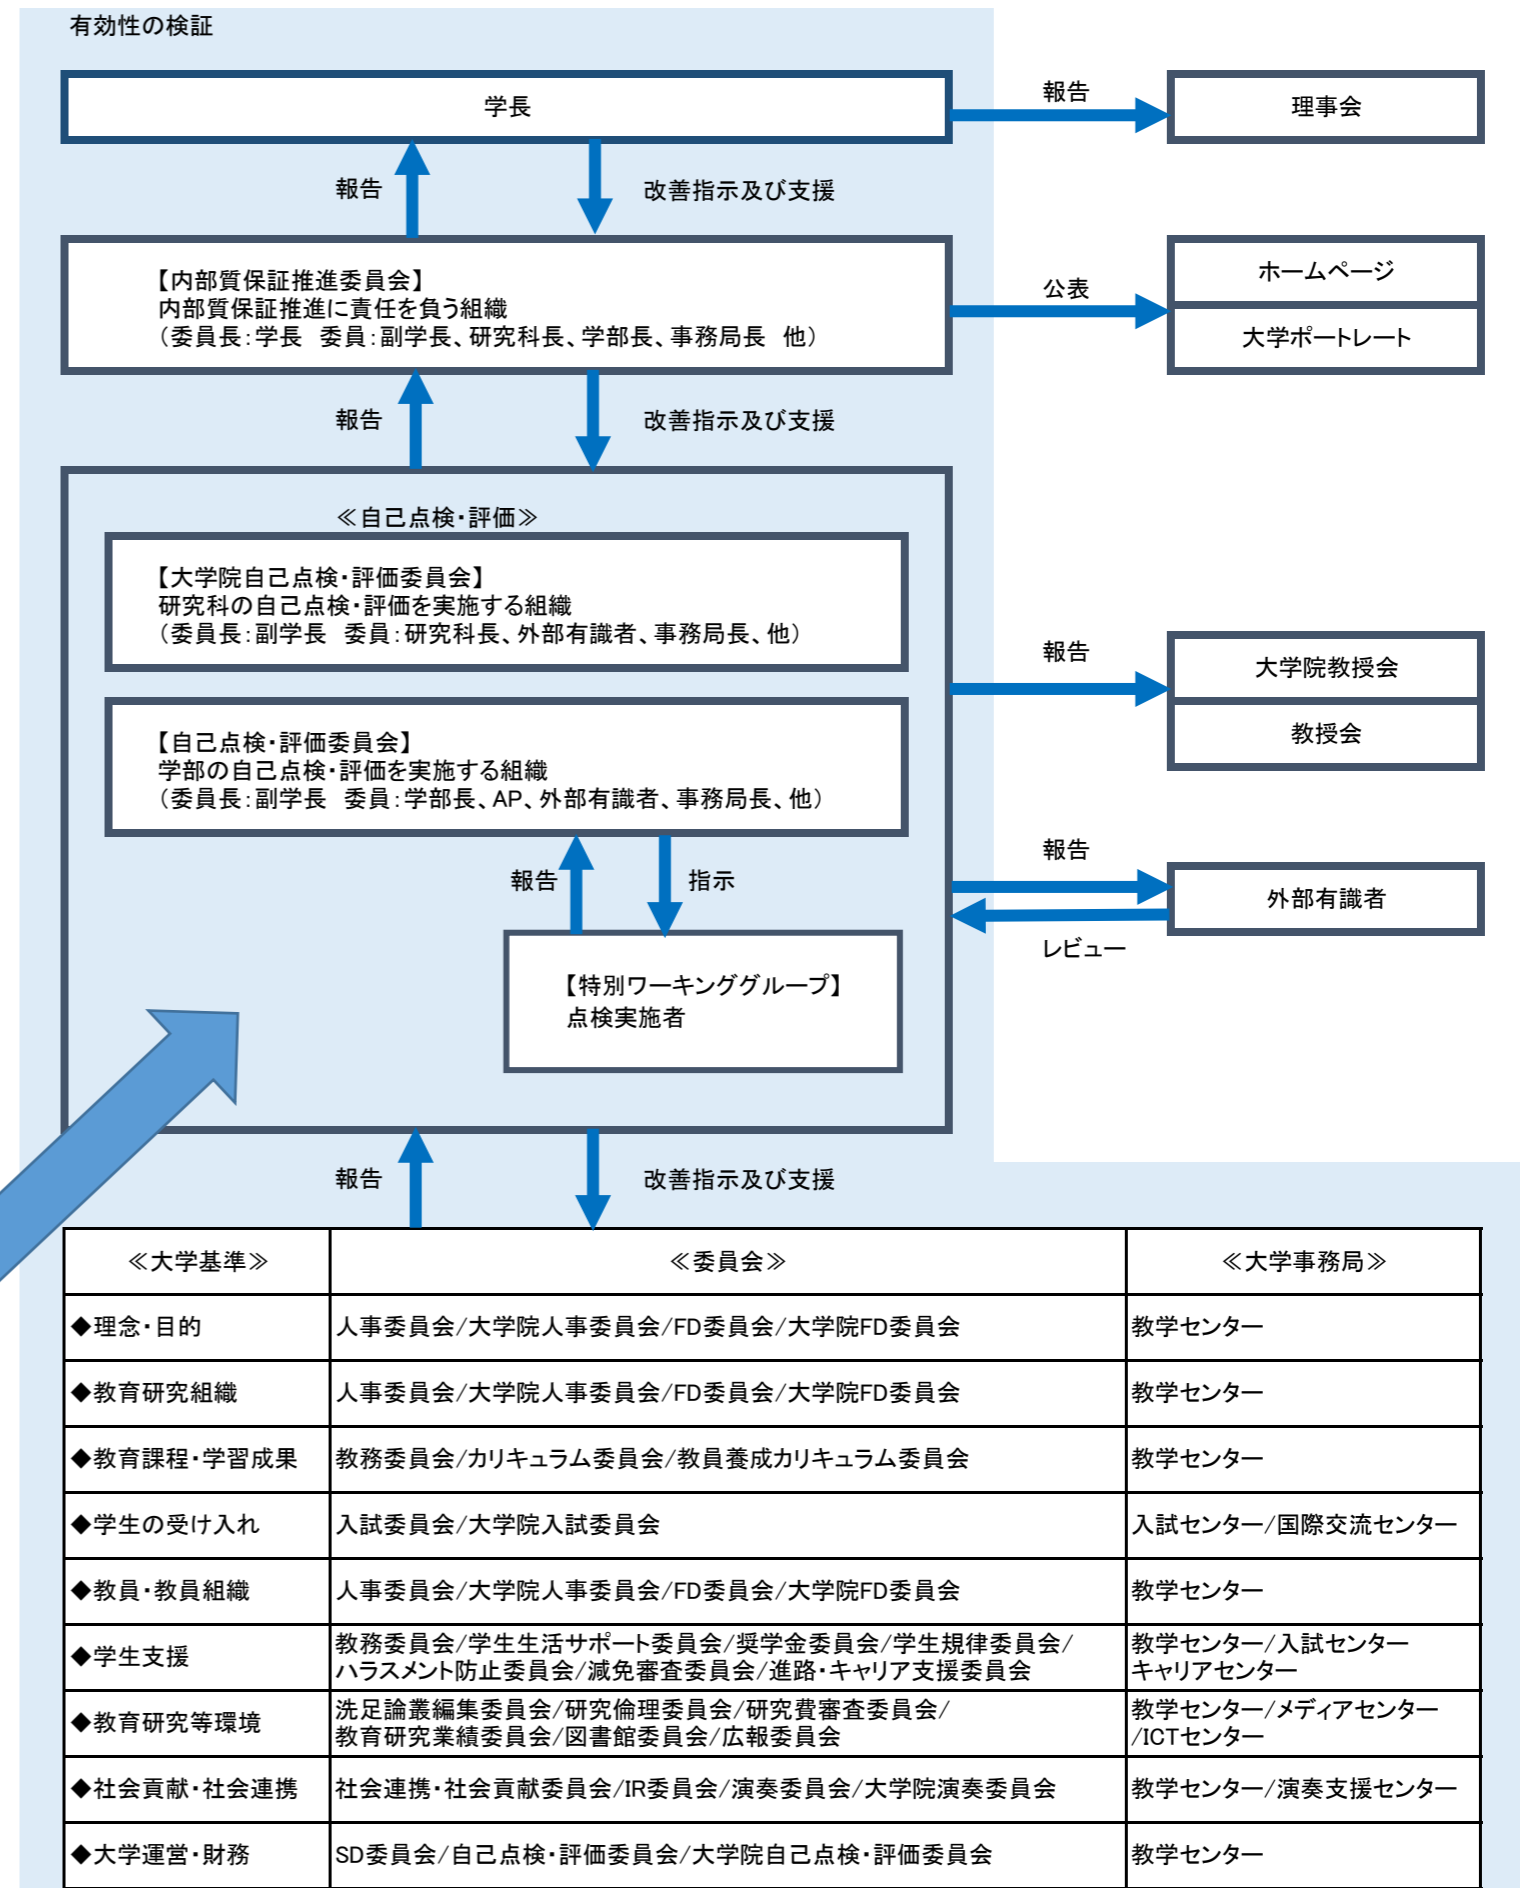 有効性の検証
学長
報告
理事会
報告
改善指示及び支援
【内部質保証推進委員会】
内部質保証推進に責任を負う組織
（委員長：学長　委員：副学長、研究科長、学部長、事務局長　他）
公表
ホームページ
大学ポートレート
報告
改善指示及び支援
≪自己点検・評価≫
【大学院自己点検・評価委員会】
研究科の自己点検・評価を実施する組織
（委員長：副学長　委員：研究科長、外部有識者、事務局長、他）
報告
大学院教授会
教授会
【自己点検・評価委員会】
学部の自己点検・評価を実施する組織
（委員長：副学長　委員：学部長、AP、外部有識者、事務局長、他）
報告
指示
報告
外部有識者
レビュー
【特別ワーキンググループ】
点検実施者
報告
改善指示及び支援
≪大学基準≫
≪委員会≫
≪大学事務局≫
◆理念・目的
人事委員会/大学院人事委員会/FD委員会/大学院FD委員会
教学センター
◆教育研究組織
人事委員会/大学院人事委員会/FD委員会/大学院FD委員会
教学センター
◆教育課程・学習成果
教務委員会/カリキュラム委員会/教員養成カリキュラム委員会
教学センター
◆学生の受け入れ
入試委員会/大学院入試委員会
入試センター/国際交流センター
◆教員・教員組織
人事委員会/大学院人事委員会/FD委員会/大学院FD委員会
教学センター
◆学生支援
教務委員会/学生生活サポート委員会/奨学金委員会/学生規律委員会/
ハラスメント防止委員会/減免審査委員会/進路・キャリア支援委員会
教学センター/入試センター
キャリアセンター
◆教育研究等環境
洗足論叢編集委員会/研究倫理委員会/研究費審査委員会/
教育研究業績委員会/図書館委員会/広報委員会
教学センター/メディアセンター
/ICTセンター
◆社会貢献・社会連携
社会連携・社会貢献委員会/IR委員会/演奏委員会/大学院演奏委員会
教学センター/演奏支援センター
◆大学運営・財務
SD委員会/自己点検・評価委員会/大学院自己点検・評価委員会
教学センター